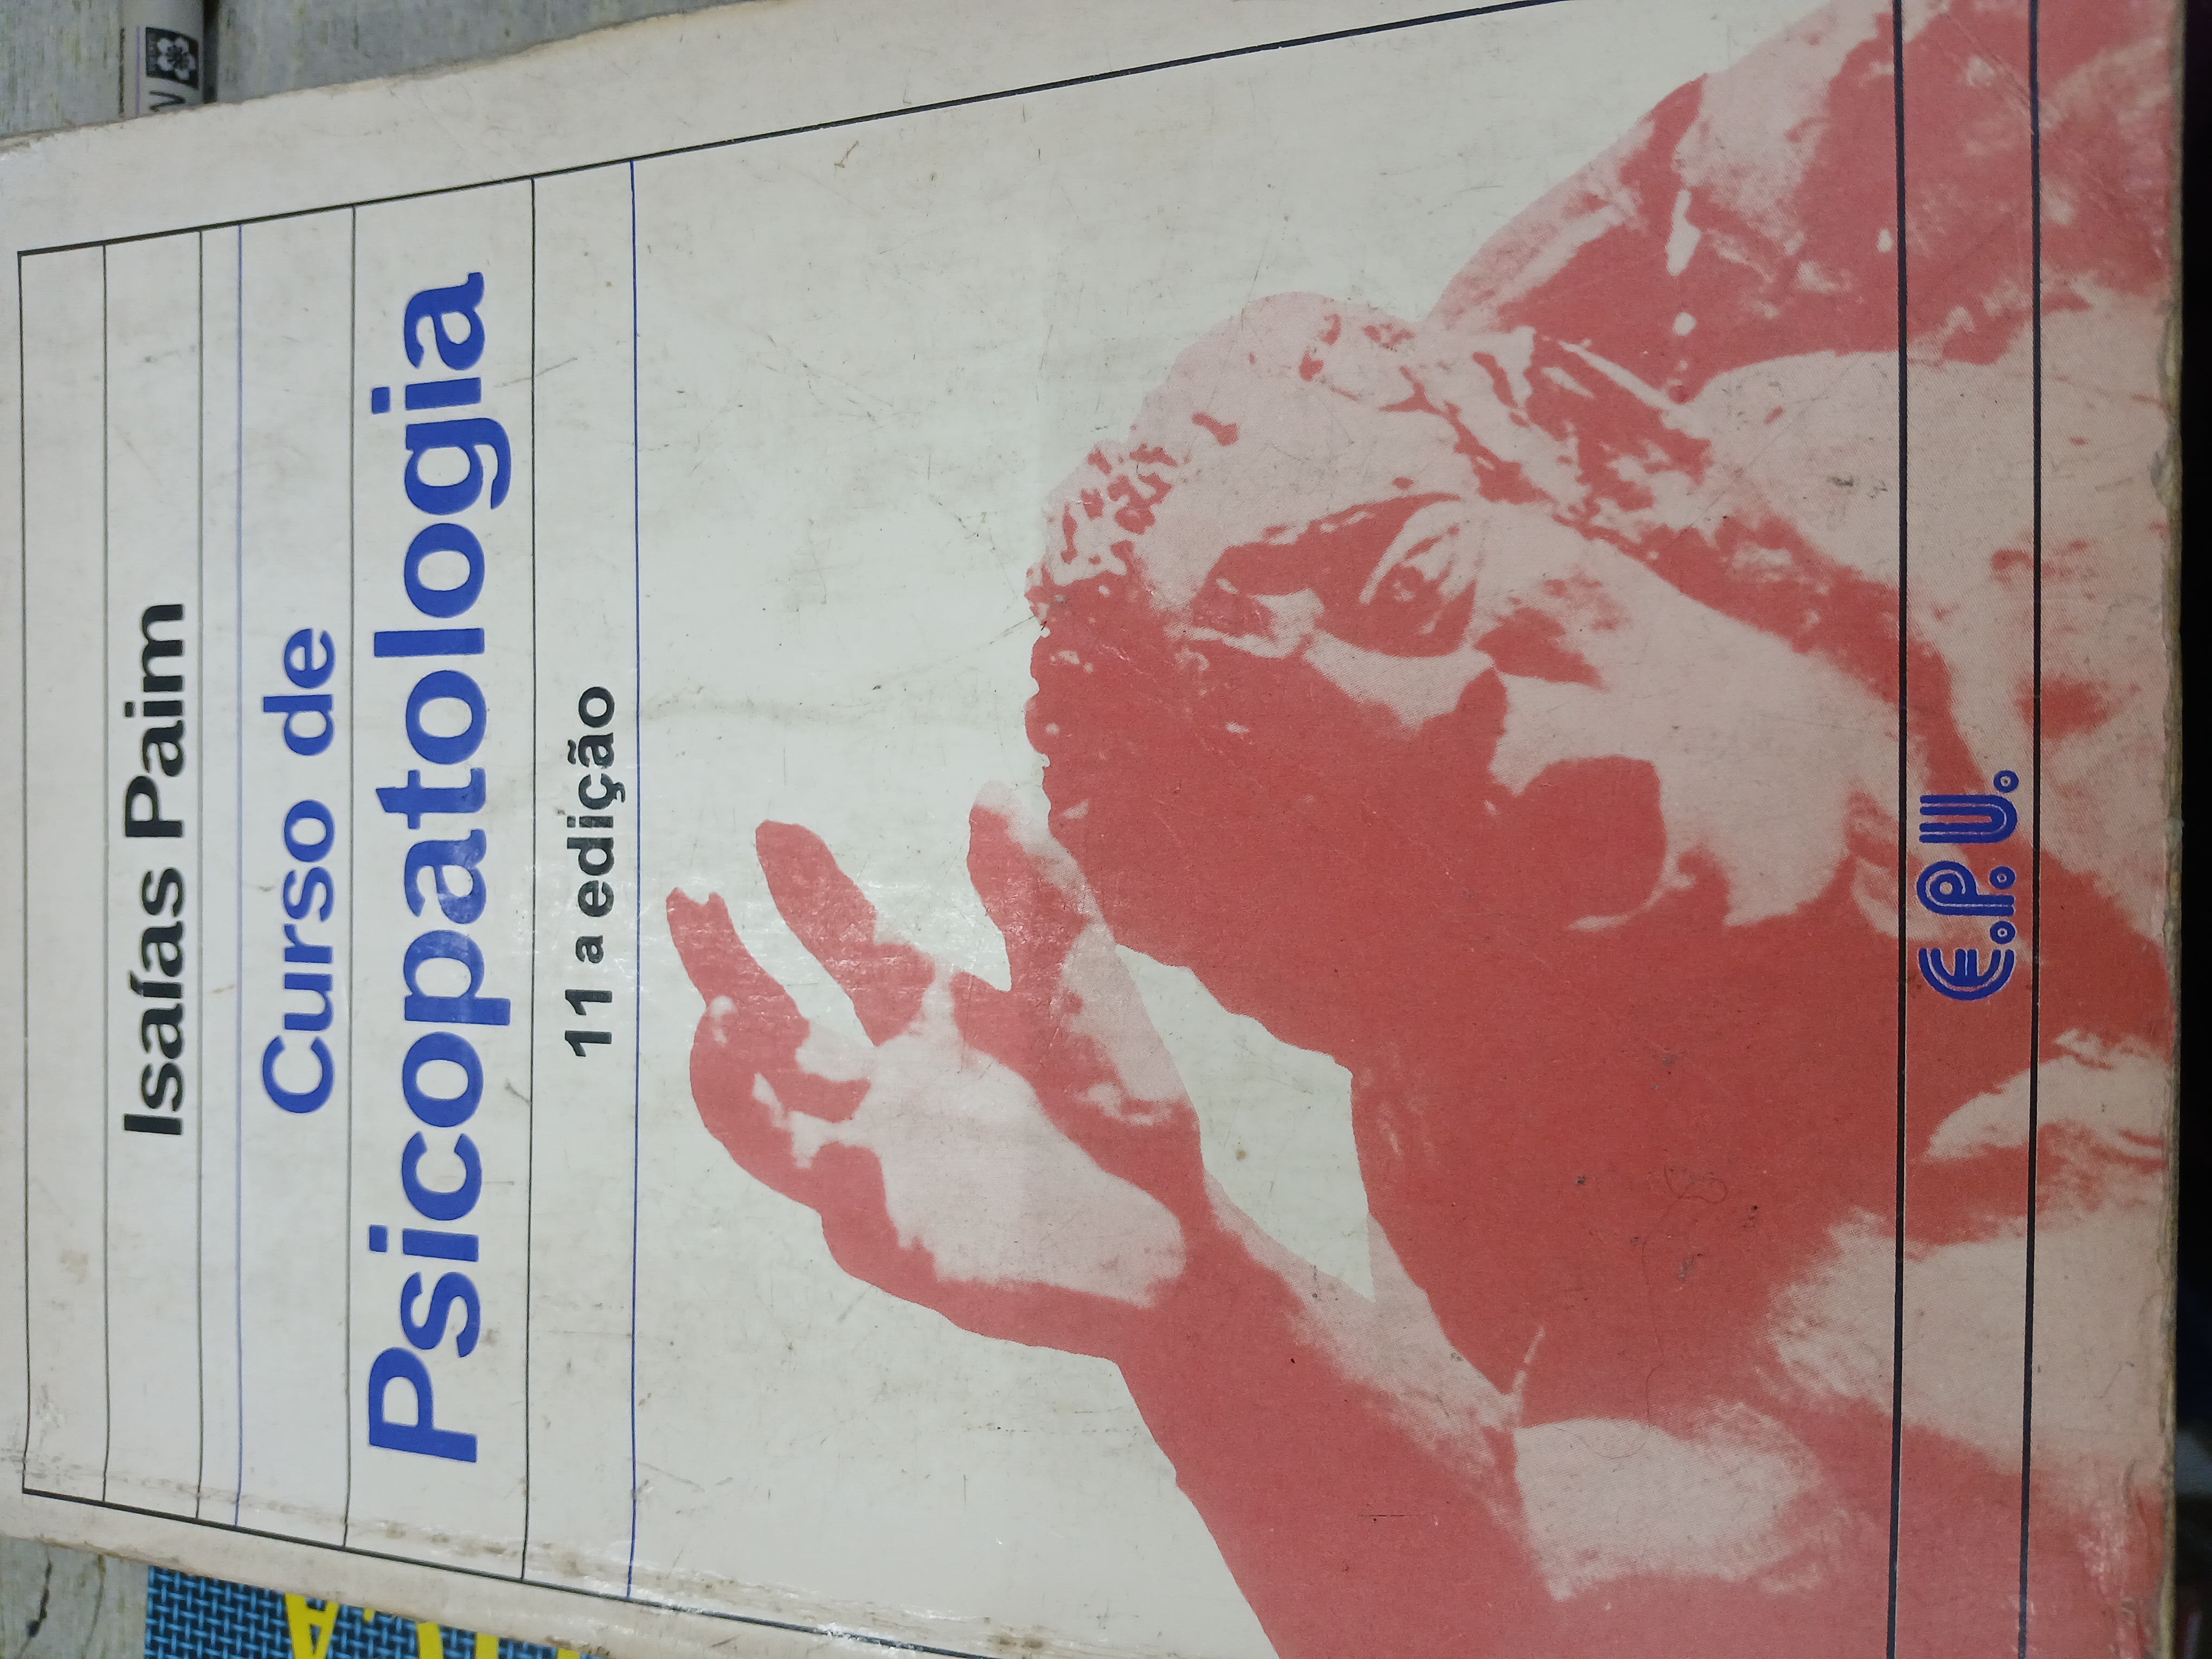 Isaías Paim
Curso de
Psicopatologia
11 a edição
E.P.U.